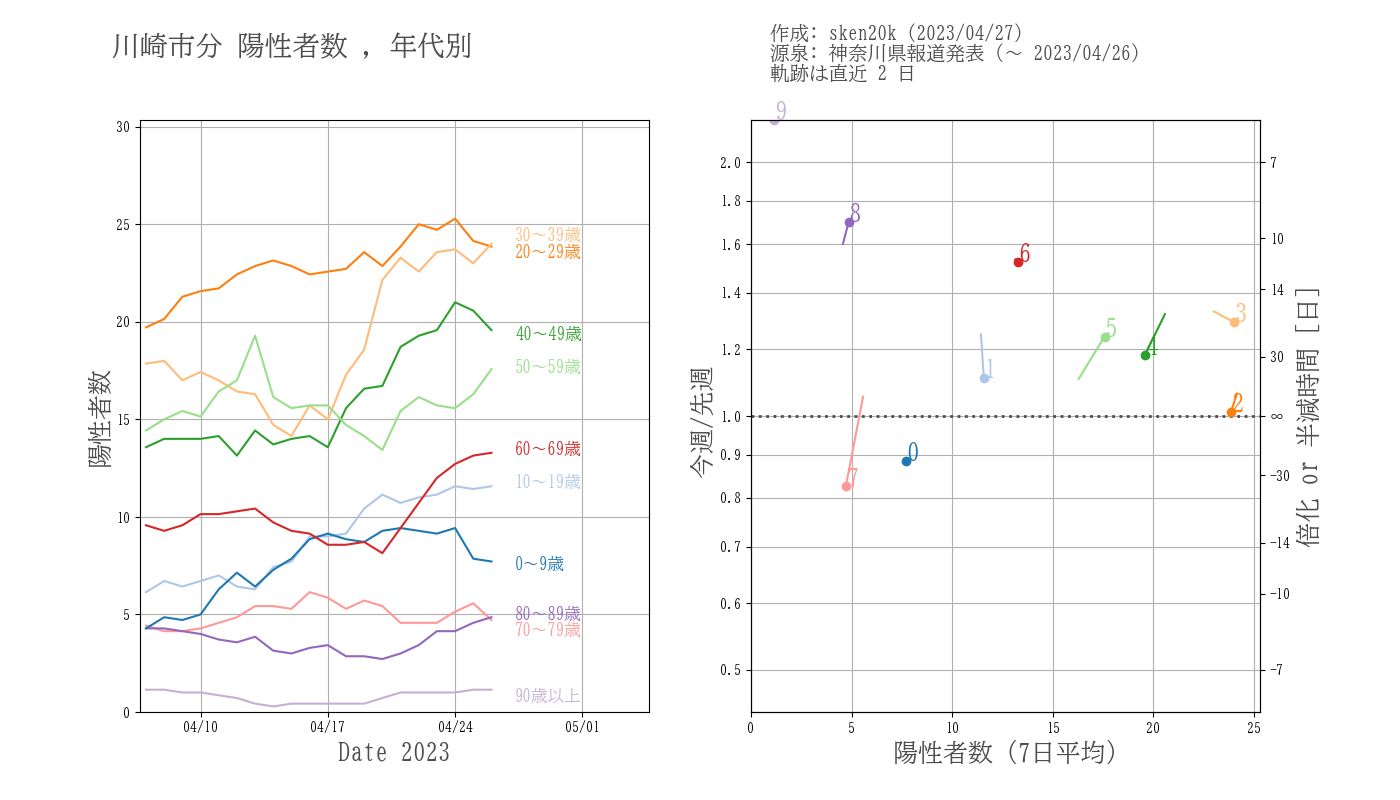 川崎市分 陽性者数 , 年代別
作成: sken20k (2023/04/27)
源泉: 神奈川県報道発表 (〜 2023/04/26)
軌跡は直近 2 日
陽性者数
30
25
20
15
10
5
0
30〜39歳
20〜29歳
40〜49歳
50〜59歳
60〜69歳
10〜19歳
0〜9歳
80〜89歳
70〜79歳
90歳以上
04/10
04/17
04/24
05/01
Date 2023
今週/先週
2.0
1.8
1.6
1.4
1.2
1.0
0.9
0.8
0.7
0.6
0.5
9
8
6
5
3
4
1
2
0
7
0
5
10
15
20
25
陽性者数 (7日平均)
7
10
14
30
∞
−30
−14
−10
−7
倍化 or 半減時間 [日]